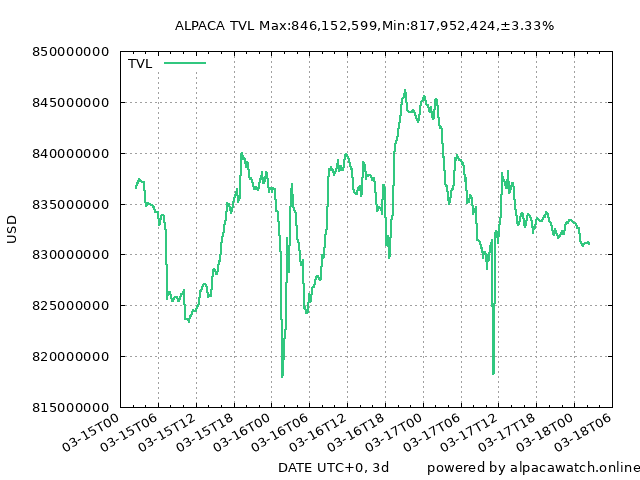 ALPACA TVL Max:846,152,599,Min:817,952,424,±3.33%
850000000
845000000
840000000
835000000
830000000
825000000
820000000
815000000
TVL
USD
03-15T00
03-15T06
03-15T12
03-15T18
03-16T00
03-16T06
03-16T12
03-16T18
03-17T00
03-17T06
03-17T12
03-17T18
03-18T00
03-18T06
DATE UTC+0, 3d
powered by alpacawatch.online